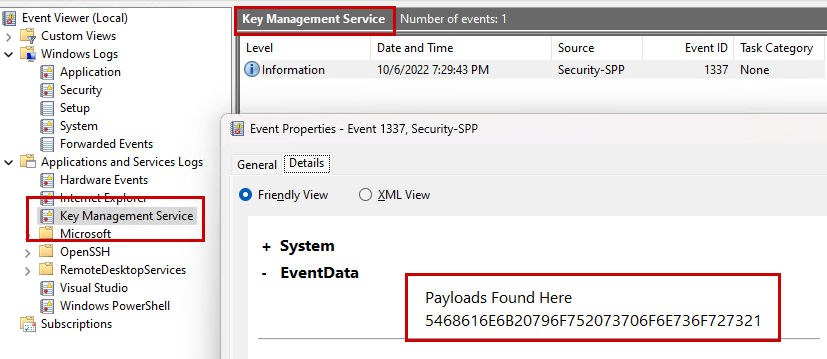 Event Viewer (Local)
Custom Views
Windows Logs
Application
Security
Setup
System
Forwarded Events
Applications and Services Logs
Hardware Events
Internet Explorer
Key Management Service
Microsoft
OpenSSH
RemoteDesktopServices
Visual Studio
Windows PowerShell
Subscriptions
Key Management Service Number of events: 1
Level Date and Time Source Event ID Task Category
Information 10/6/2022 7:29:43 PM Security-SPP 1337 None
Event Properties - Event 1337, Security-SPP
General Details
Friendly View XML View
+ System
- EventData
Payloads Found Here
5468616E6B20796F752073706F6E736F727321